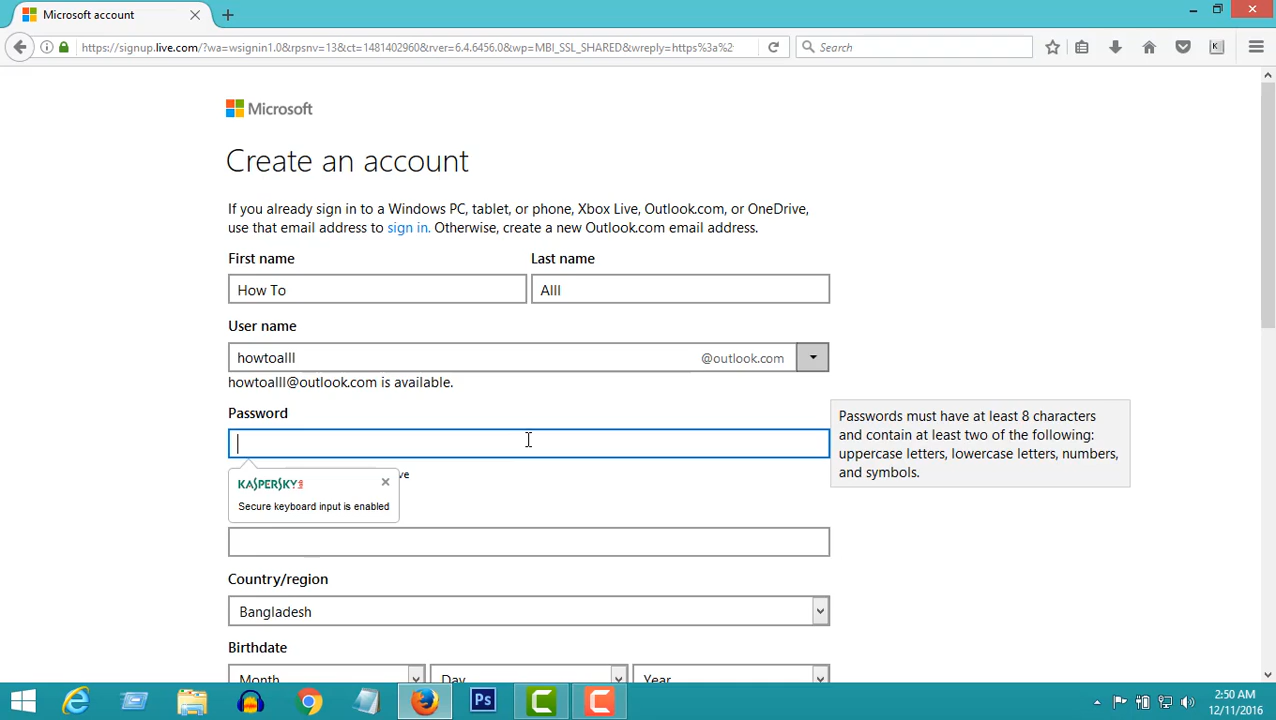 Microsoft account
https://signup.live.com/?wa=wsignin1.0&rpsnv=13&ct=1481402960&rver=6.4.6456.0&wp=MBI_SSL_SHARED&wreply=https%3a%2
Search
Microsoft
Create an account
If you already sign in to a Windows PC, tablet, or phone, Xbox Live, Outlook.com, or OneDrive,
use that email address to sign in. Otherwise, create a new Outlook.com email address.
First name Last name
How To Alll
User name
howtoalll @outlook.com
howtoalll@outlook.com is available.
Password
Passwords must have at least 8 characters
and contain at least two of the following:
uppercase letters, lowercase letters, numbers,
and symbols.
KASPERSKY
Secure keyboard input is enabled
Country/region
Bangladesh
Birthdate
Month Day Year
Ps
2:50 AM
12/11/2016